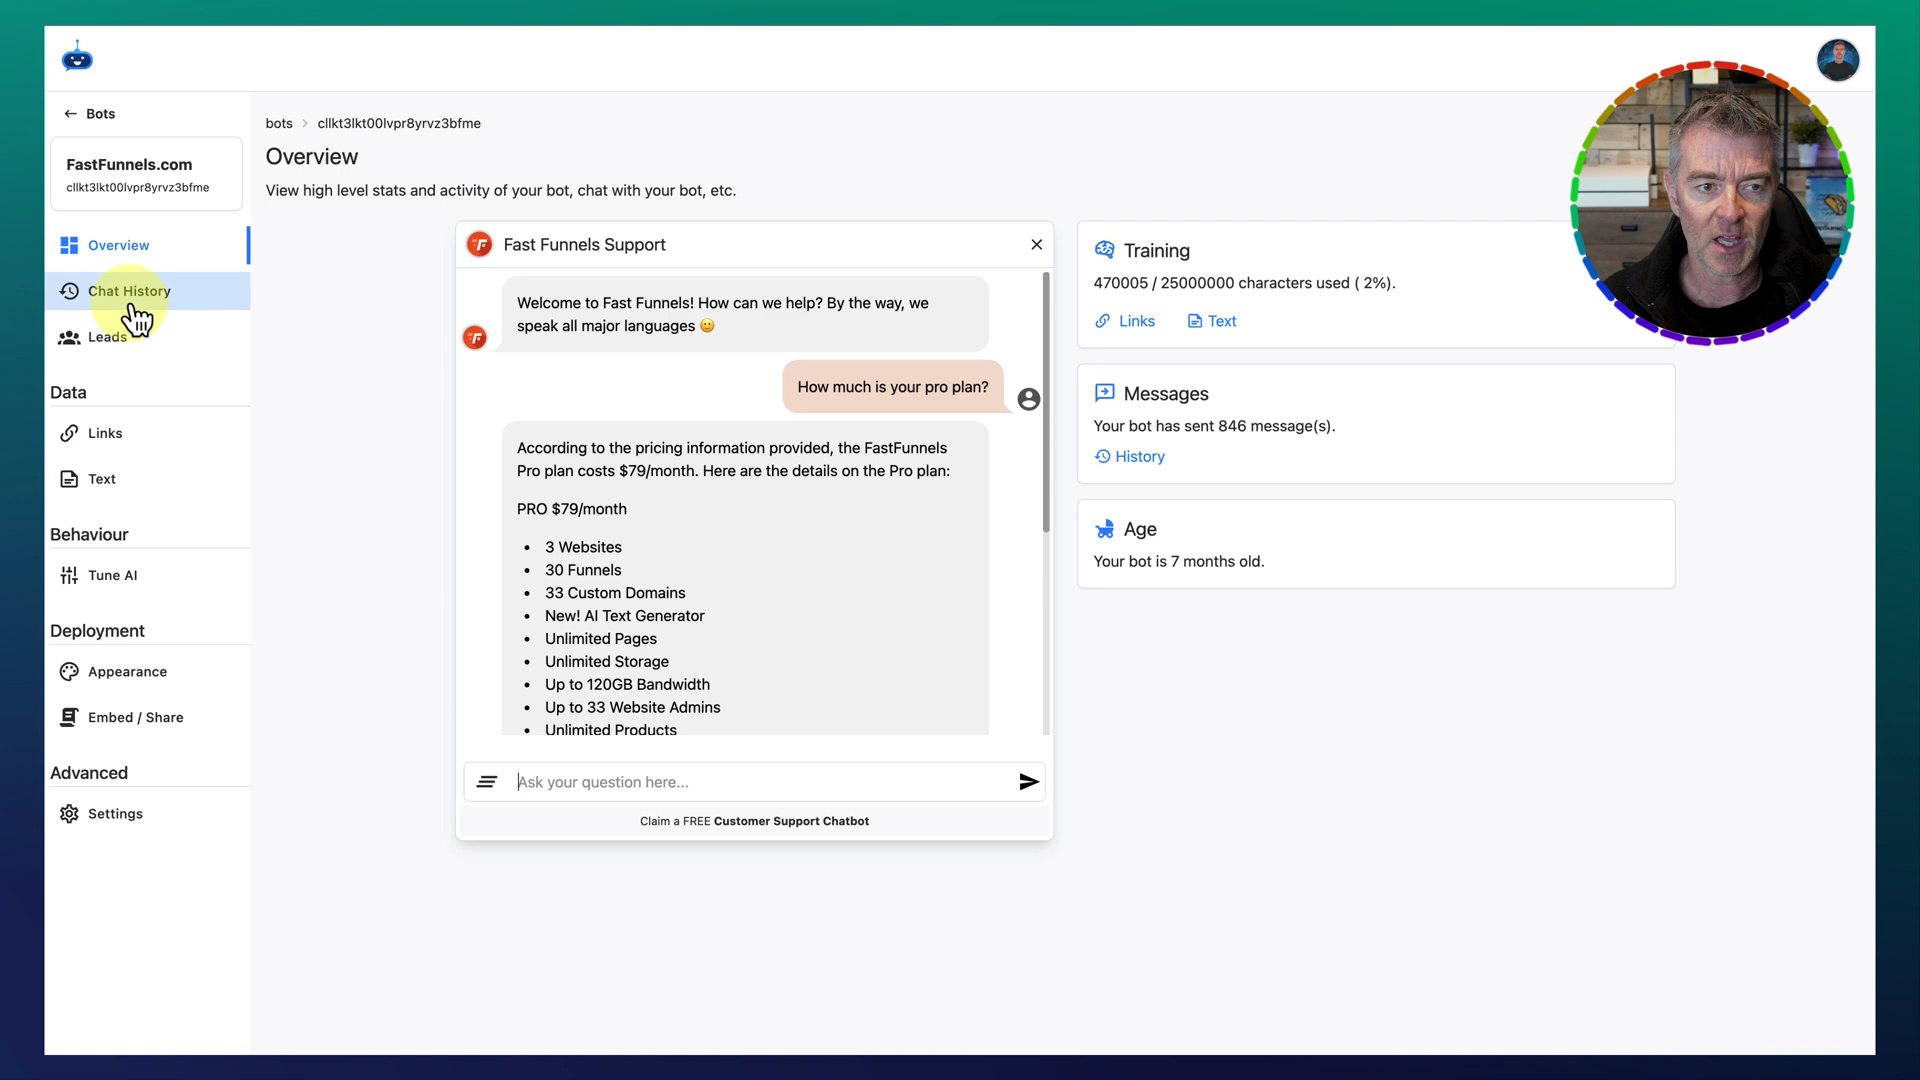 ← Bots
FastFunnels.com
cllkt3lkt00lvpr8yrvz3bfme
Overview
Chat History
Leads
Data
Links
Text
Behaviour
Tune AI
Deployment
Appearance
Embed / Share
Advanced
Settings
bots > cllkt3lkt00lvpr8yrvz3bfme
Overview
View high level stats and activity of your bot, chat with your bot, etc.
Fast Funnels Support
Welcome to Fast Funnels! How can we help? By the way, we
speak all major languages 🙂
How much is your pro plan?
According to the pricing information provided, the FastFunnels
Pro plan costs $79/month. Here are the details on the Pro plan:
PRO $79/month
• 3 Websites
• 30 Funnels
• 33 Custom Domains
• New! AI Text Generator
• Unlimited Pages
• Unlimited Storage
• Up to 120GB Bandwidth
• Up to 33 Website Admins
• Unlimited Products
Ask your question here...
Claim a FREE Customer Support Chatbot
Training
470005 / 25000000 characters used ( 2%).
Links Text
Messages
Your bot has sent 846 message(s).
History
Age
Your bot is 7 months old.